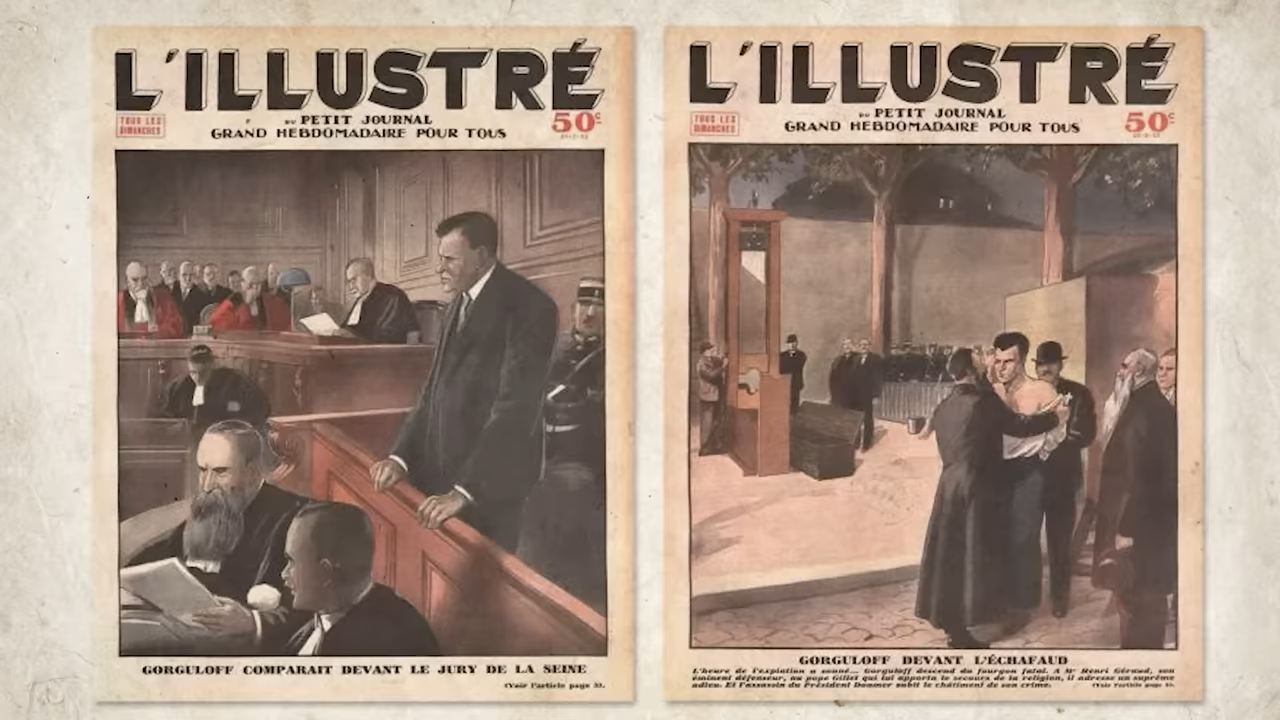 L'ILLUSTRÉ
TOUS LES
DIMANCHES
DU PETIT JOURNAL
GRAND HEBDOMADAIRE POUR TOUS
50c
GORGULOFF COMPARAIT DEVANT LE JURY DE LA SEINE
(Voir l'article page
L'ILLUSTRÉ
TOUS LES
DIMANCHES
DU PETIT JOURNAL
GRAND HEBDOMADAIRE POUR TOUS
50c
GORGULOFF DEVANT L'ÉCHAFAUD
L'heure de l'expiation a sonné... Gorguloff descend du fourgon fatal. A Me Henri Géraud, son
éminent défenseur, au pope Gillet qui lui apporta le secours de la religion, il adresse un suprême
adieu. Et l'assassin du Président Doumer subit le châtiment de son crime.
(Voir l'article page